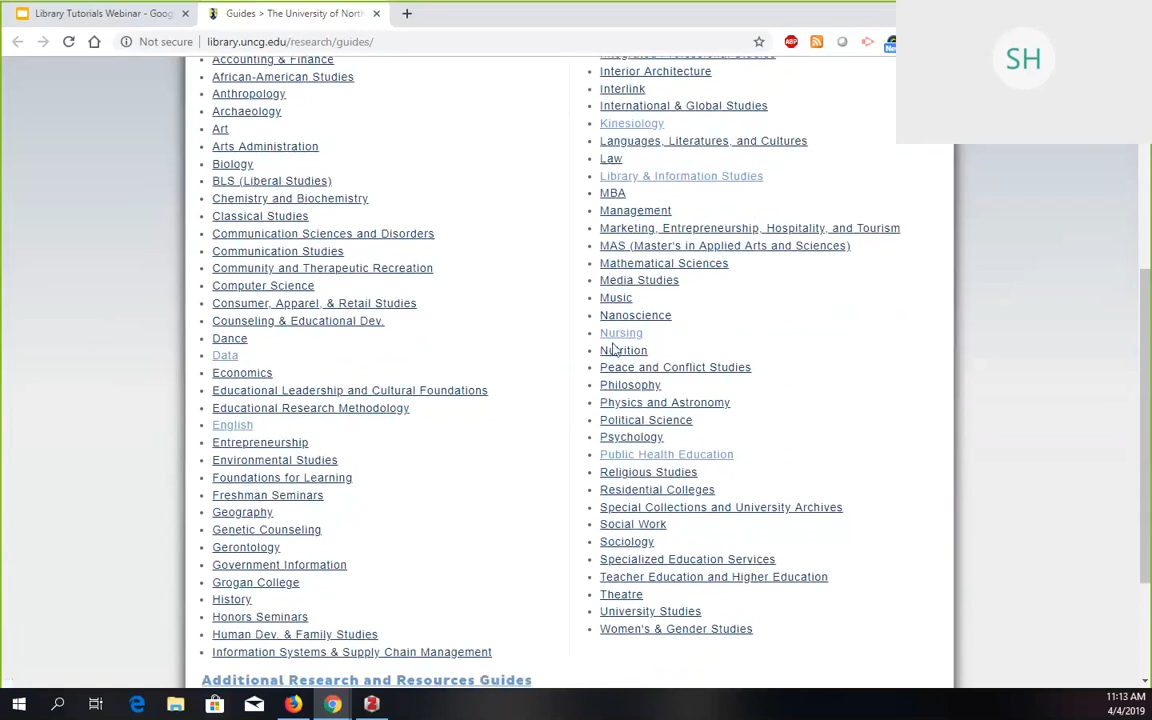 Library Tutorials Webinar - Goog
Guides > The University of North
Not secure
library.uncg.edu/research/guides/
ABP
SH
Accounting & Finance
African-American Studies
Anthropology
Archaeology
Art
Arts Administration
Biology
BLS (Liberal Studies)
Chemistry and Biochemistry
Classical Studies
Communication Sciences and Disorders
Communication Studies
Community and Therapeutic Recreation
Computer Science
Consumer, Apparel, & Retail Studies
Counseling & Educational Dev.
Dance
Data
Economics
Educational Leadership and Cultural Foundations
Educational Research Methodology
English
Entrepreneurship
Environmental Studies
Foundations for Learning
Freshman Seminars
Geography
Genetic Counseling
Gerontology
Government Information
Grogan College
History
Honors Seminars
Human Dev. & Family Studies
Information Systems & Supply Chain Management
Integrated Professional Studies
Interior Architecture
Interlink
International & Global Studies
Kinesiology
Languages, Literatures, and Cultures
Law
Library & Information Studies
MBA
Management
Marketing, Entrepreneurship, Hospitality, and Tourism
MAS (Master's in Applied Arts and Sciences)
Mathematical Sciences
Media Studies
Music
Nanoscience
Nursing
Nutrition
Peace and Conflict Studies
Philosophy
Physics and Astronomy
Political Science
Psychology
Public Health Education
Religious Studies
Residential Colleges
Special Collections and University Archives
Social Work
Sociology
Specialized Education Services
Teacher Education and Higher Education
Theatre
University Studies
Women's & Gender Studies
Additional Research and Resources Guides
11:13 AM
4/4/2019